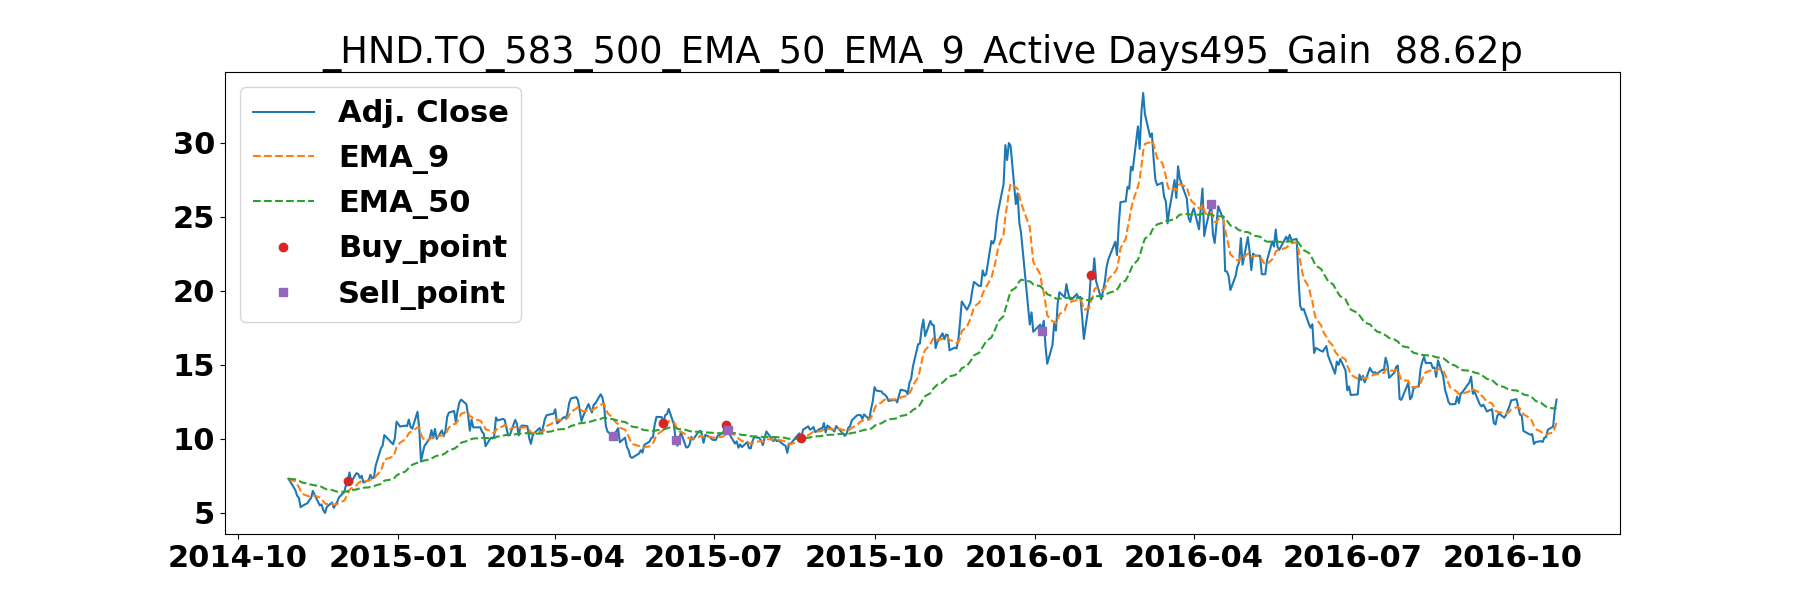 _HND.TO_583_500_EMA_50_EMA_9_Active Days495_Gain  88.62p
Adj. Close
EMA_9
EMA_50
Buy_point
Sell_point
30
25
20
15
10
5
2014-10 2015-01 2015-04 2015-07 2015-10 2016-01 2016-04 2016-07 2016-10